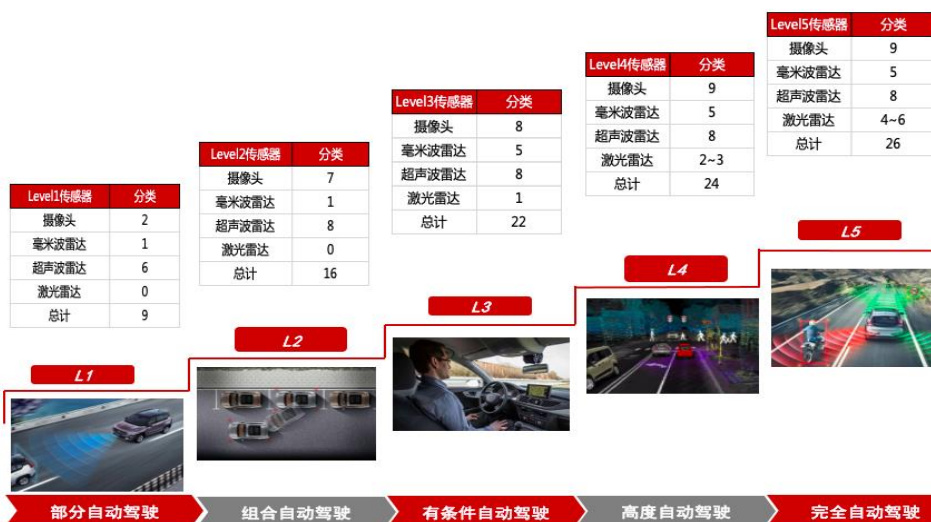 Level1传感器 分类
摄像头 2
毫米波雷达 1
超声波雷达 6
激光雷达 0
总计 9
Level2传感器 分类
摄像头 7
毫米波雷达 1
超声波雷达 8
激光雷达 0
总计 16
Level3传感器 分类
摄像头 8
毫米波雷达 5
超声波雷达 8
激光雷达 1
总计 22
Level4传感器 分类
摄像头 9
毫米波雷达 5
超声波雷达 8
激光雷达 2~3
总计 24
Level5传感器 分类
摄像头 9
毫米波雷达 5
超声波雷达 8
激光雷达 4~6
总计 26
L1
L2
L3
L4
L5
部分自动驾驶
组合自动驾驶
有条件自动驾驶
高度自动驾驶
完全自动驾驶